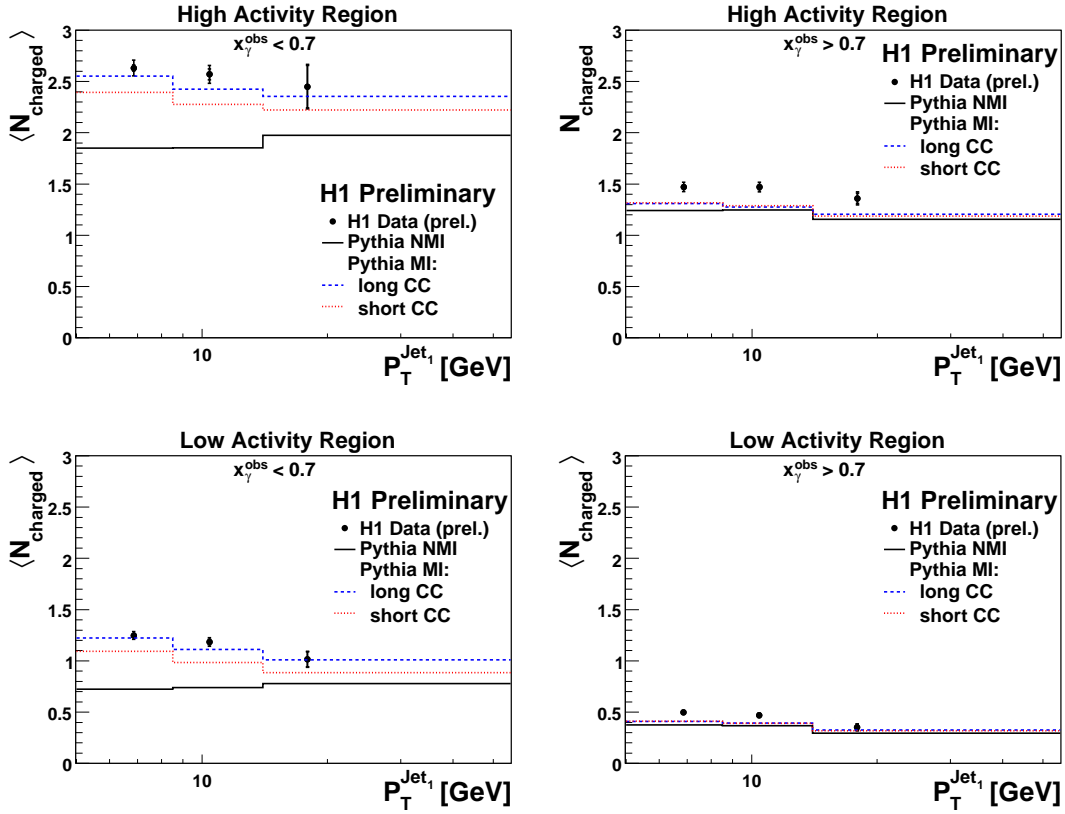 High Activity Region
x_γ^obs < 0.7
⟨N_charged⟩
3
2.5
2
1.5
1
0.5
0
H1 Preliminary
H1 Data (prel.)
Pythia NMI
Pythia MI:
long CC
short CC
10
P_T^Jet_1 [GeV]
High Activity Region
x_γ^obs > 0.7
N_charged
3
2.5
2
1.5
1
0.5
0
H1 Preliminary
H1 Data (prel.)
Pythia NMI
Pythia MI:
long CC
short CC
10
P_T^Jet_1 [GeV]
Low Activity Region
x_γ^obs < 0.7
⟨N_charged⟩
3
2.5
2
1.5
1
0.5
0
H1 Preliminary
H1 Data (prel.)
Pythia NMI
Pythia MI:
long CC
short CC
10
P_T^Jet_1 [GeV]
Low Activity Region
x_γ^obs > 0.7
⟨N_charged⟩
3
2.5
2
1.5
1
0.5
0
H1 Preliminary
H1 Data (prel.)
Pythia NMI
Pythia MI:
long CC
short CC
10
P_T^Jet_1 [GeV]